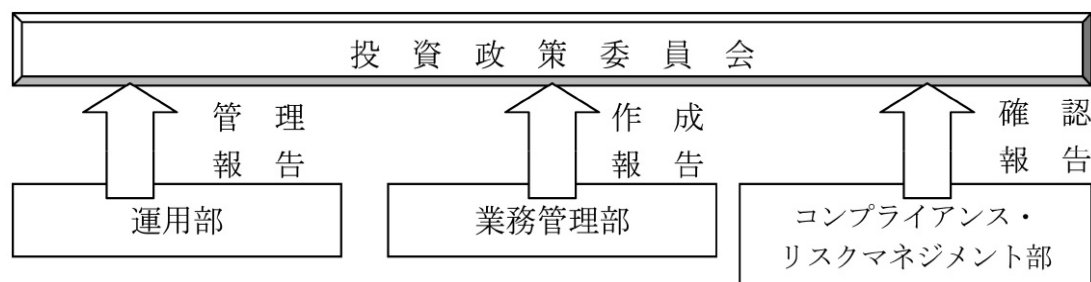 投資政策委員会
管理
報告
作成
報告
確認
報告
運用部
業務管理部
コンプライアンス・
リスクマネジメント部